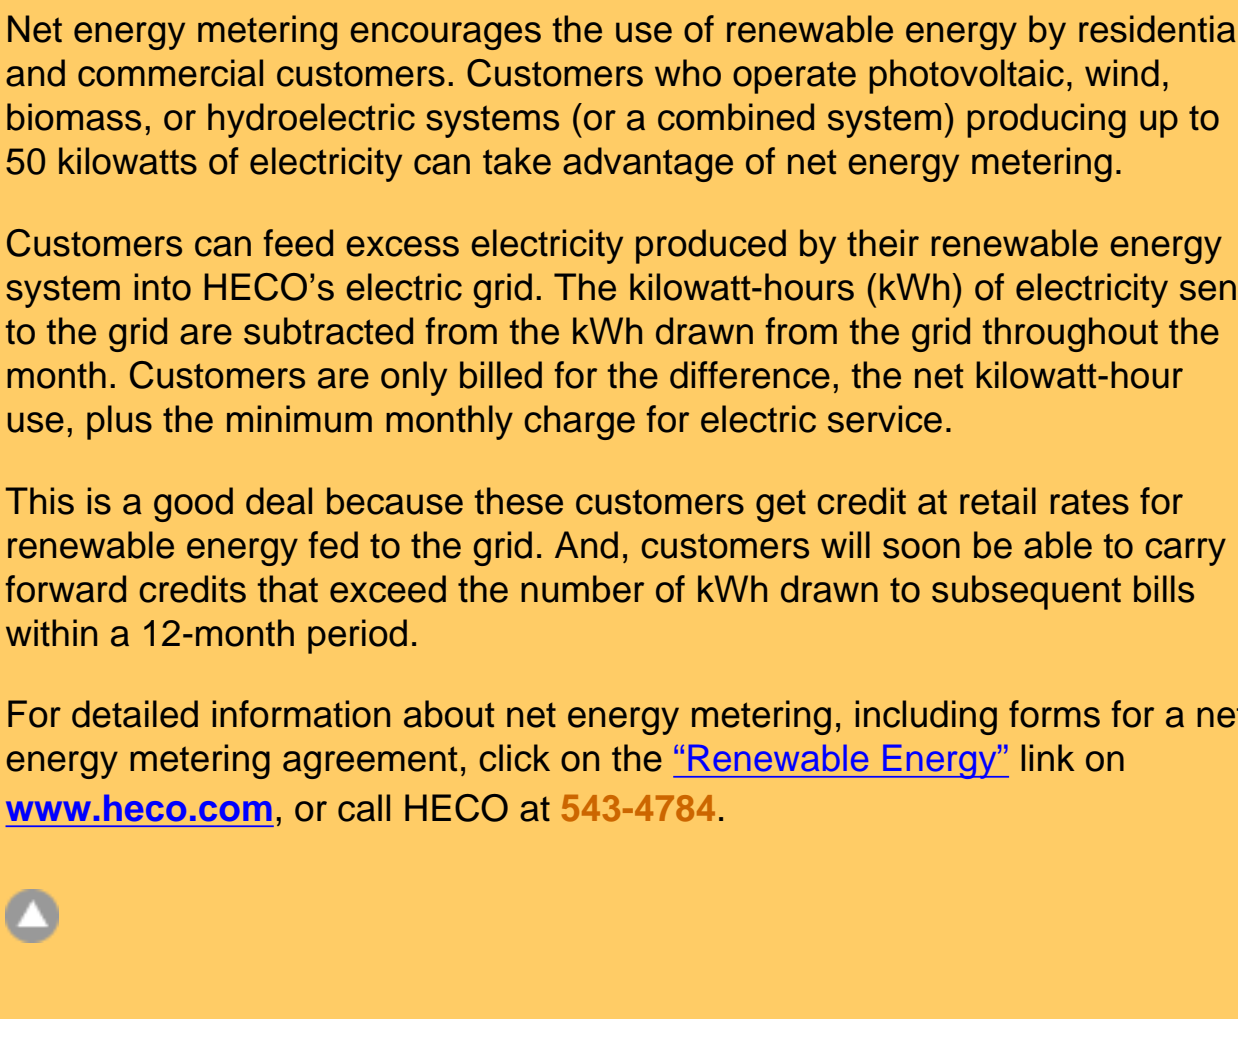 Net energy metering encourages the use of renewable energy by residentia
and commercial customers. Customers who operate photovoltaic, wind,
biomass, or hydroelectric systems (or a combined system) producing up to
50 kilowatts of electricity can take advantage of net energy metering.
Customers can feed excess electricity produced by their renewable energy
system into HECO’s electric grid. The kilowatt-hours (kWh) of electricity sen
to the grid are subtracted from the kWh drawn from the grid throughout the
month. Customers are only billed for the difference, the net kilowatt-hour
use, plus the minimum monthly charge for electric service.
This is a good deal because these customers get credit at retail rates for
renewable energy fed to the grid. And, customers will soon be able to carry
forward credits that exceed the number of kWh drawn to subsequent bills
within a 12-month period.
For detailed information about net energy metering, including forms for a net
energy metering agreement, click on the “Renewable Energy” link on
www.heco.com, or call HECO at 543-4784.